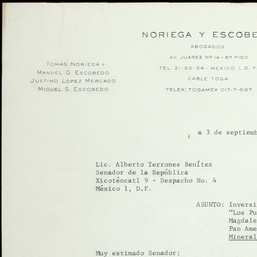 NORIEGA Y ESCOBE
ABOGADOS
AV. JUAREZ Nº 14 - 8º PISO
TEL. 21-93-54 - MEXICO 1, D. F
CABLE TOGA
TELEX: TOGAMEX 017-7-697
TOMAS NORIEGA +
MANUEL G. ESCOBEDO
JUSTINO LOPEZ MERCADO
MIGUEL S. ESCOBEDO
, a 3 de septiemb
Lic. Alberto Terrones Benítez
Senador de la República
Xicoténcatl 9 - Despacho No. 4
México 1, D.F.
ASUNTO: Inversi
"Los Pu
Magdale
Pan Ame
Mineral
Muy estimado Senador: